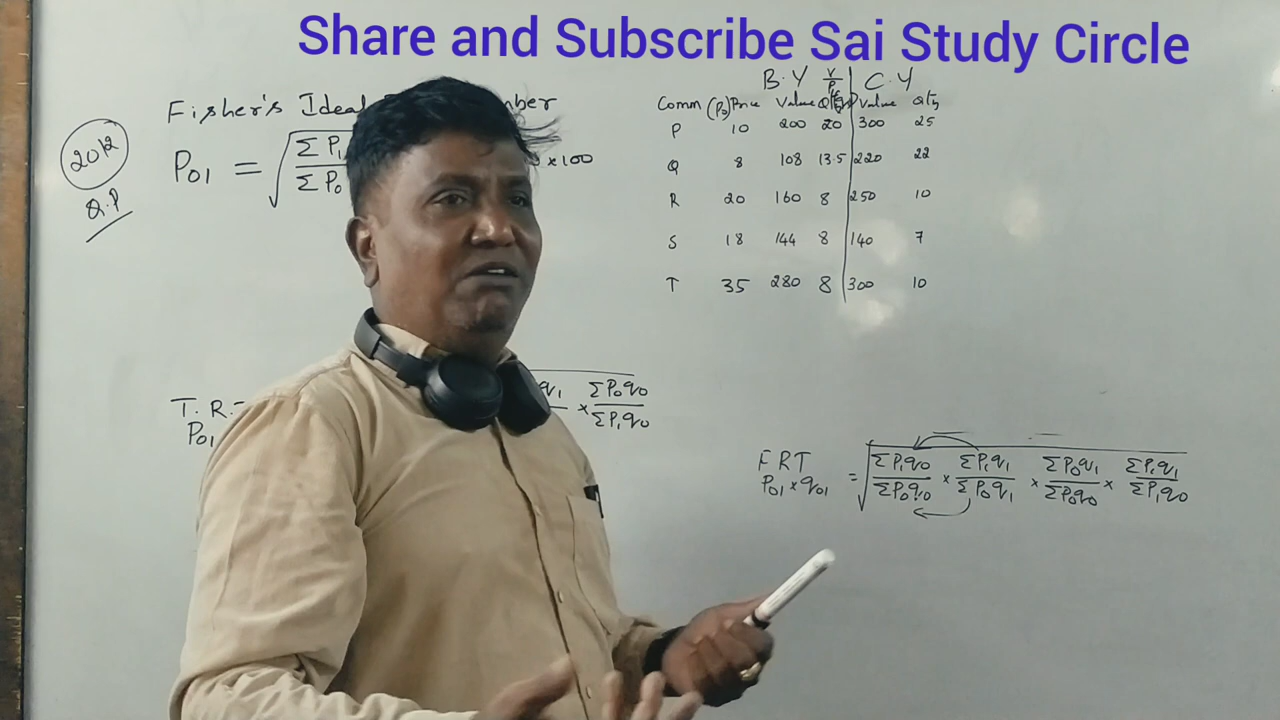 Share and Subscribe Sai Study Circle
Fisher's Ideal
2012
Q.P
P01 = √ ΣP1
ΣP0
× 100
B.Y V/P C.Y
Comm (P0) Price Value Qty Value Qty
P 10 200 20 300 25
Q 8 108 13.5 220 22
R 20 160 8 250 10
S 18 144 8 140 7
T 35 280 8 300 10
T.R. =
P01
q1 × ΣP0q0 / ΣP1q0
FRT
P01 × q01 = √ ΣP1q0 / ΣP0q0 × ΣP1q1 / ΣP0q1 × ΣP0q1 / ΣP0q0 × ΣP1q1 / ΣP1q0